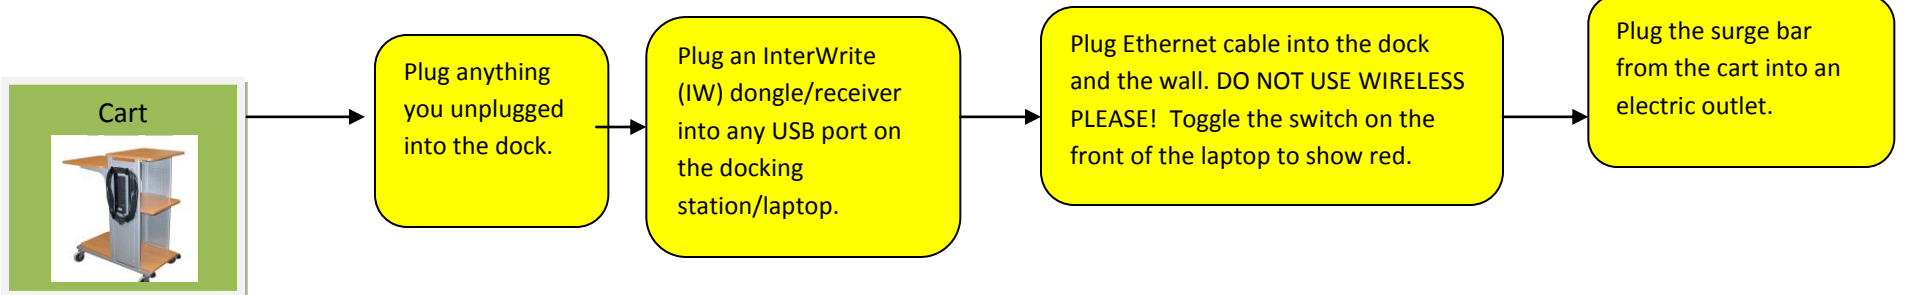 Cart
Plug anything
you unplugged
into the dock.
Plug an InterWrite
(IW) dongle/receiver
into any USB port on
the docking
station/laptop.
Plug Ethernet cable into the dock
and the wall. DO NOT USE WIRELESS
PLEASE!  Toggle the switch on the
front of the laptop to show red.
Plug the surge bar
from the cart into an
electric outlet.